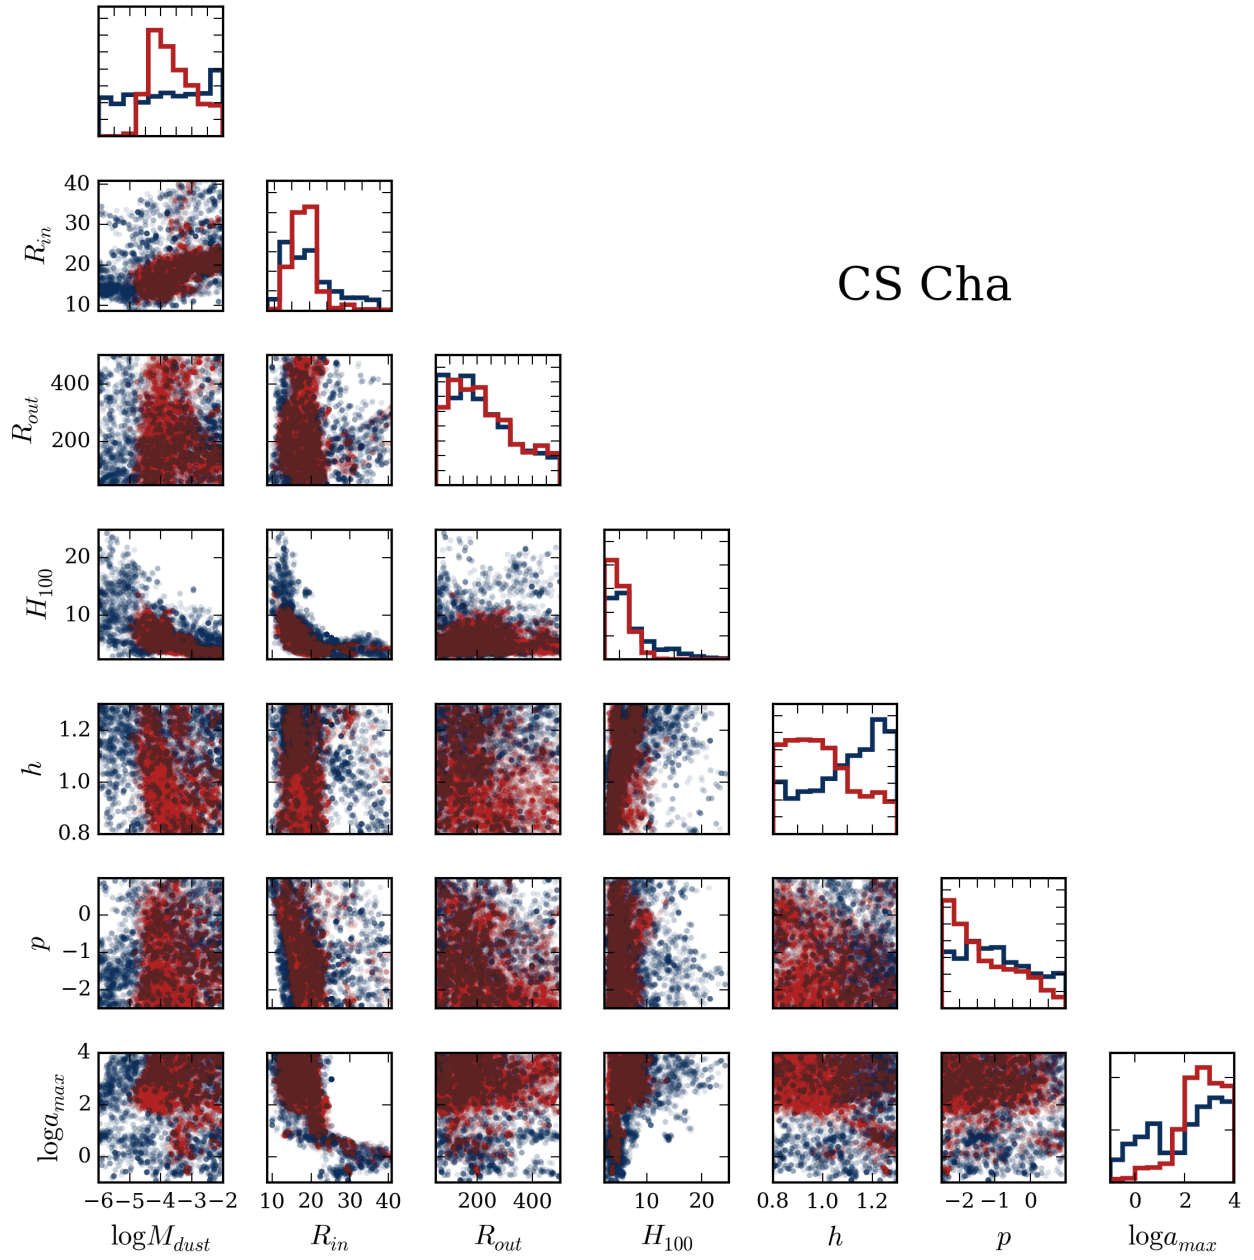 40
30
20
10
R_in
CS Cha
400
200
R_out
20
10
H_100
1.2
1.0
0.8
h
0
−1
−2
p
4
2
0
loga_max
−6 −5 −4 −3 −2 10 20 30 40 200 400 10 20 0.8 1.0 1.2 −2 −1 0 0 2 4
logM_dust R_in R_out H_100 h p loga_max